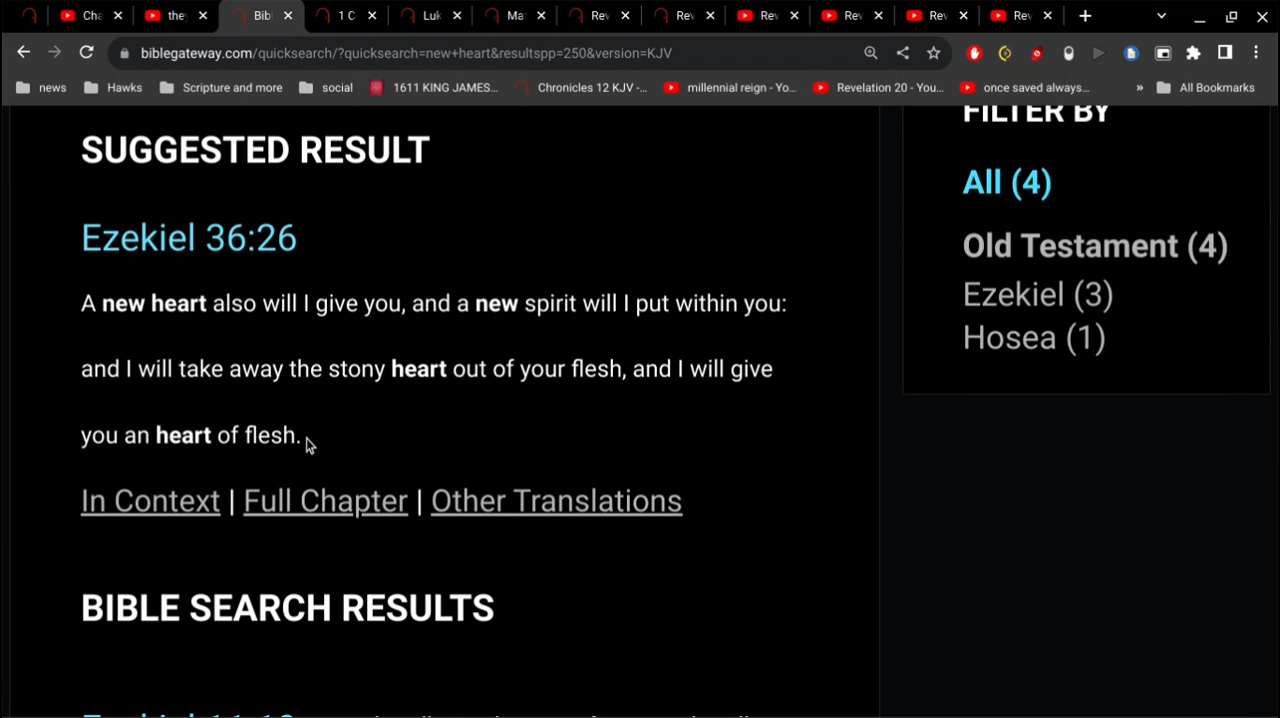 Cha
they
Bib
1 C
Luk
Ma
Rev
Rev
Rev
Rev
Rev
Rev
biblegateway.com/quicksearch/?quicksearch=new+heart&resultspp=250&version=KJV
news
Hawks
Scripture and more
social
1611 KING JAMES...
Chronicles 12 KJV -...
millennial reign - Yo...
Revelation 20 - You...
once saved always...
»
All Bookmarks
SUGGESTED RESULT
Ezekiel 36:26
A new heart also will I give you, and a new spirit will I put within you:
and I will take away the stony heart out of your flesh, and I will give
you an heart of flesh.
In Context | Full Chapter | Other Translations
BIBLE SEARCH RESULTS
FILTER BY
All (4)
Old Testament (4)
Ezekiel (3)
Hosea (1)